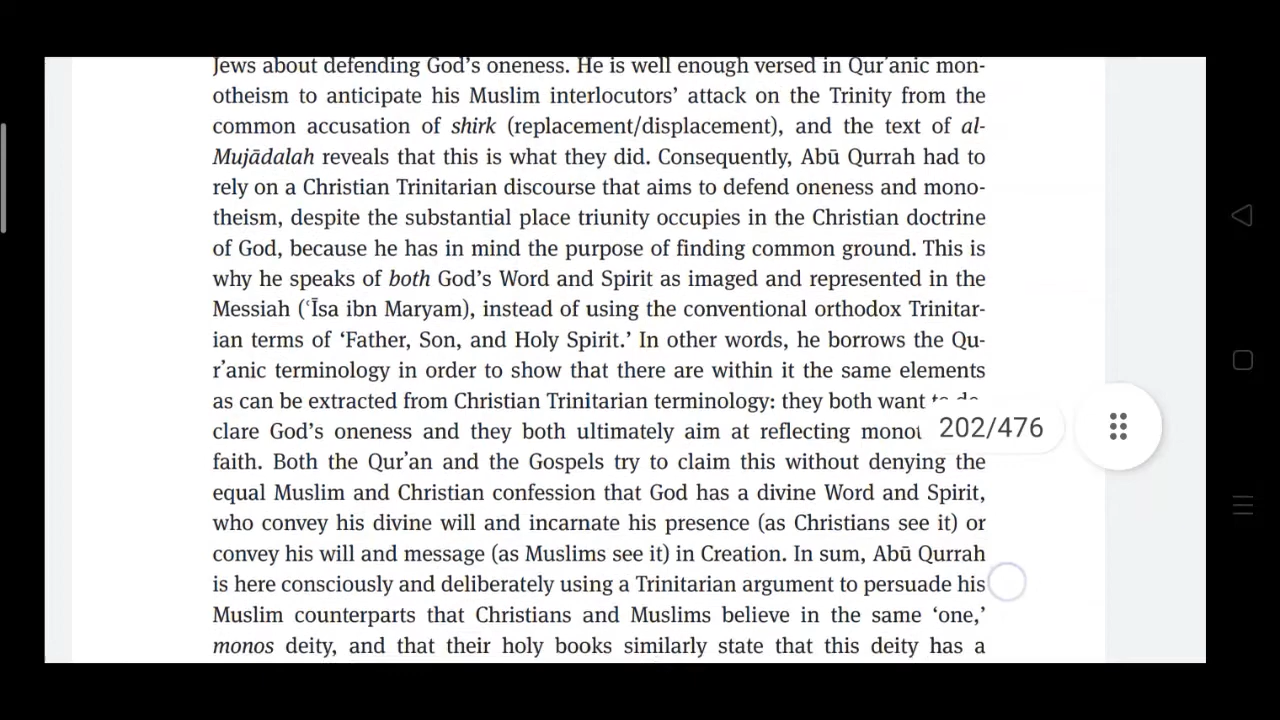 Jews about defending God's oneness. He is well enough versed in Qurʾanic mon-
otheism to anticipate his Muslim interlocutors' attack on the Trinity from the
common accusation of shirk (replacement/displacement), and the text of al-
Mujādalah reveals that this is what they did. Consequently, Abū Qurrah had to
rely on a Christian Trinitarian discourse that aims to defend oneness and mono-
theism, despite the substantial place triunity occupies in the Christian doctrine
of God, because he has in mind the purpose of finding common ground. This is
why he speaks of both God's Word and Spirit as imaged and represented in the
Messiah (ʿĪsa ibn Maryam), instead of using the conventional orthodox Trinitar-
ian terms of 'Father, Son, and Holy Spirit.' In other words, he borrows the Qu-
rʾanic terminology in order to show that there are within it the same elements
as can be extracted from Christian Trinitarian terminology: they both want
clare God's oneness and they both ultimately aim at reflecting
202/476
faith. Both the Qurʾan and the Gospels try to claim this without denying the
equal Muslim and Christian confession that God has a divine Word and Spirit,
who convey his divine will and incarnate his presence (as Christians see it) or
convey his will and message (as Muslims see it) in Creation. In sum, Abū Qurrah
is here consciously and deliberately using a Trinitarian argument to persuade his
Muslim counterparts that Christians and Muslims believe in the same 'one,'
monos deity, and that their holy books similarly state that this deity has a